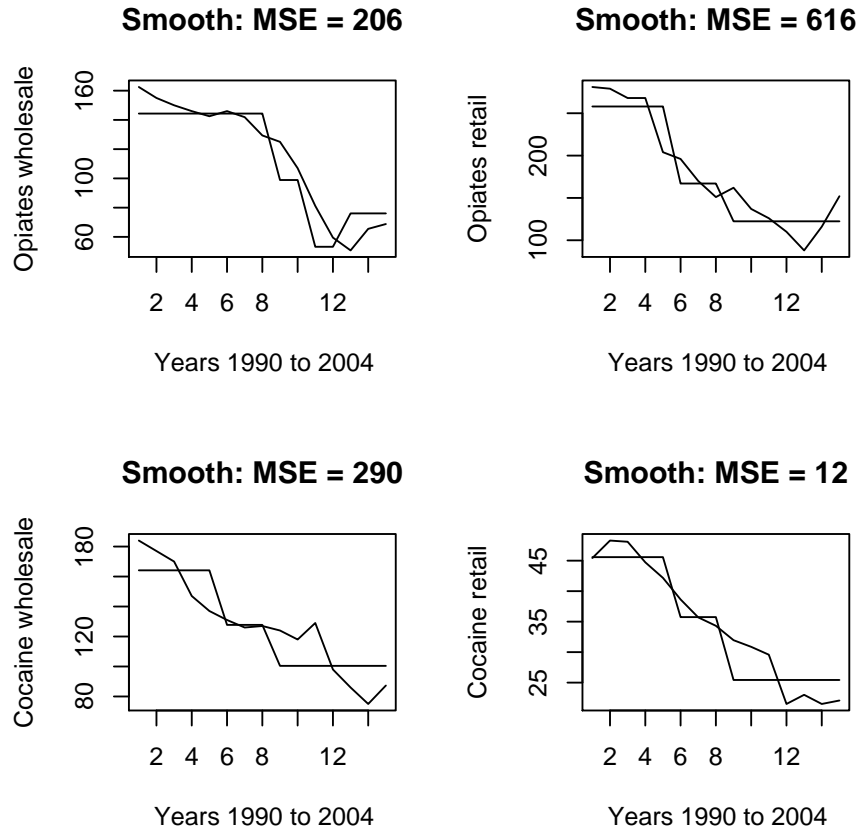 Smooth: MSE = 206
Opiates wholesale
160
100
60
2 4 6 8 12
Years 1990 to 2004
Smooth: MSE = 616
Opiates retail
200
100
2 4 6 8 12
Years 1990 to 2004
Smooth: MSE = 290
Cocaine wholesale
180
120
80
2 4 6 8 12
Years 1990 to 2004
Smooth: MSE = 12
Cocaine retail
45
35
25
2 4 6 8 12
Years 1990 to 2004